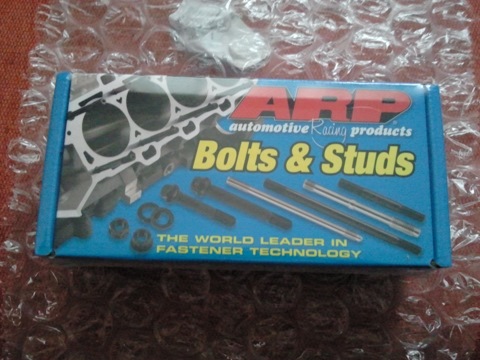 ARP
automotive Racing products
Bolts & Studs
THE WORLD LEADER IN
FASTENER TECHNOLOGY